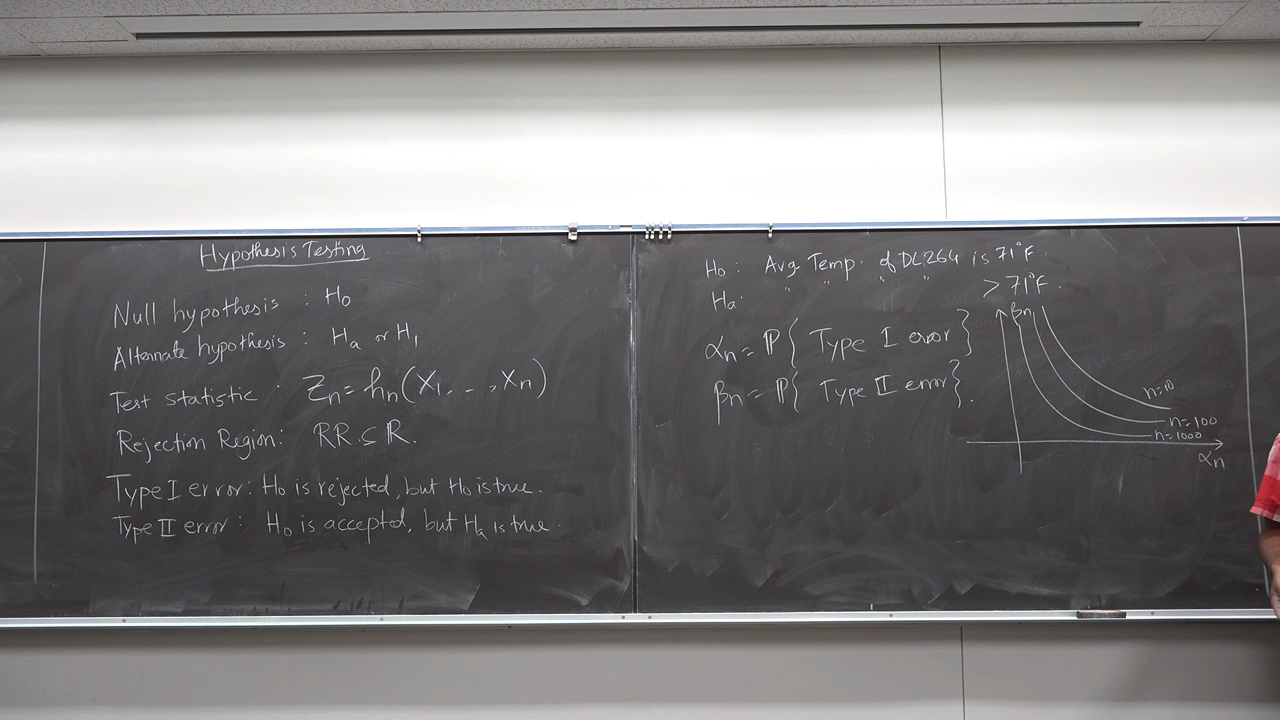 Hypothesis Testing
Null hypothesis : H₀
Alternate hypothesis : Hₐ or H₁
Test statistic : Zₙ = hₙ(X₁, . . , Xₙ)
Rejection Region: RR ⊆ ℝ.
Type I error: H₀ is rejected, but H₀ is true.
Type II error: H₀ is accepted, but Hₐ is true.
H₀ : Avg. Temp. of DL264 is 71°F.
Hₐ: " " " " > 71°F.
αₙ = ℙ{ Type I error }
βₙ = ℙ{ Type II error }.
βₙ
n=10
n=100
n=1000
αₙ